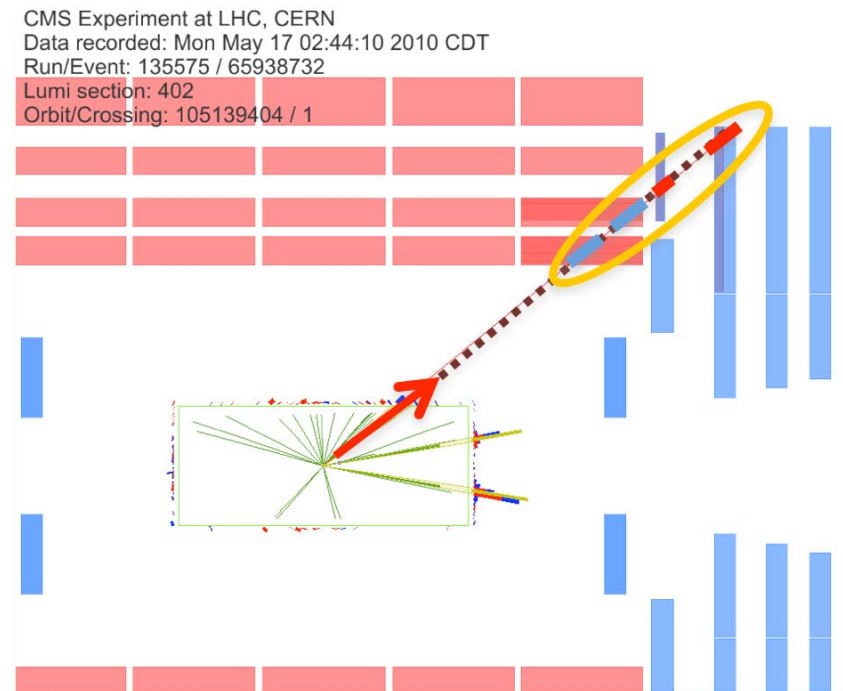 CMS Experiment at LHC, CERN
Data recorded: Mon May 17 02:44:10 2010 CDT
Run/Event: 135575 / 65938732
Lumi section: 402
Orbit/Crossing: 105139404 / 1